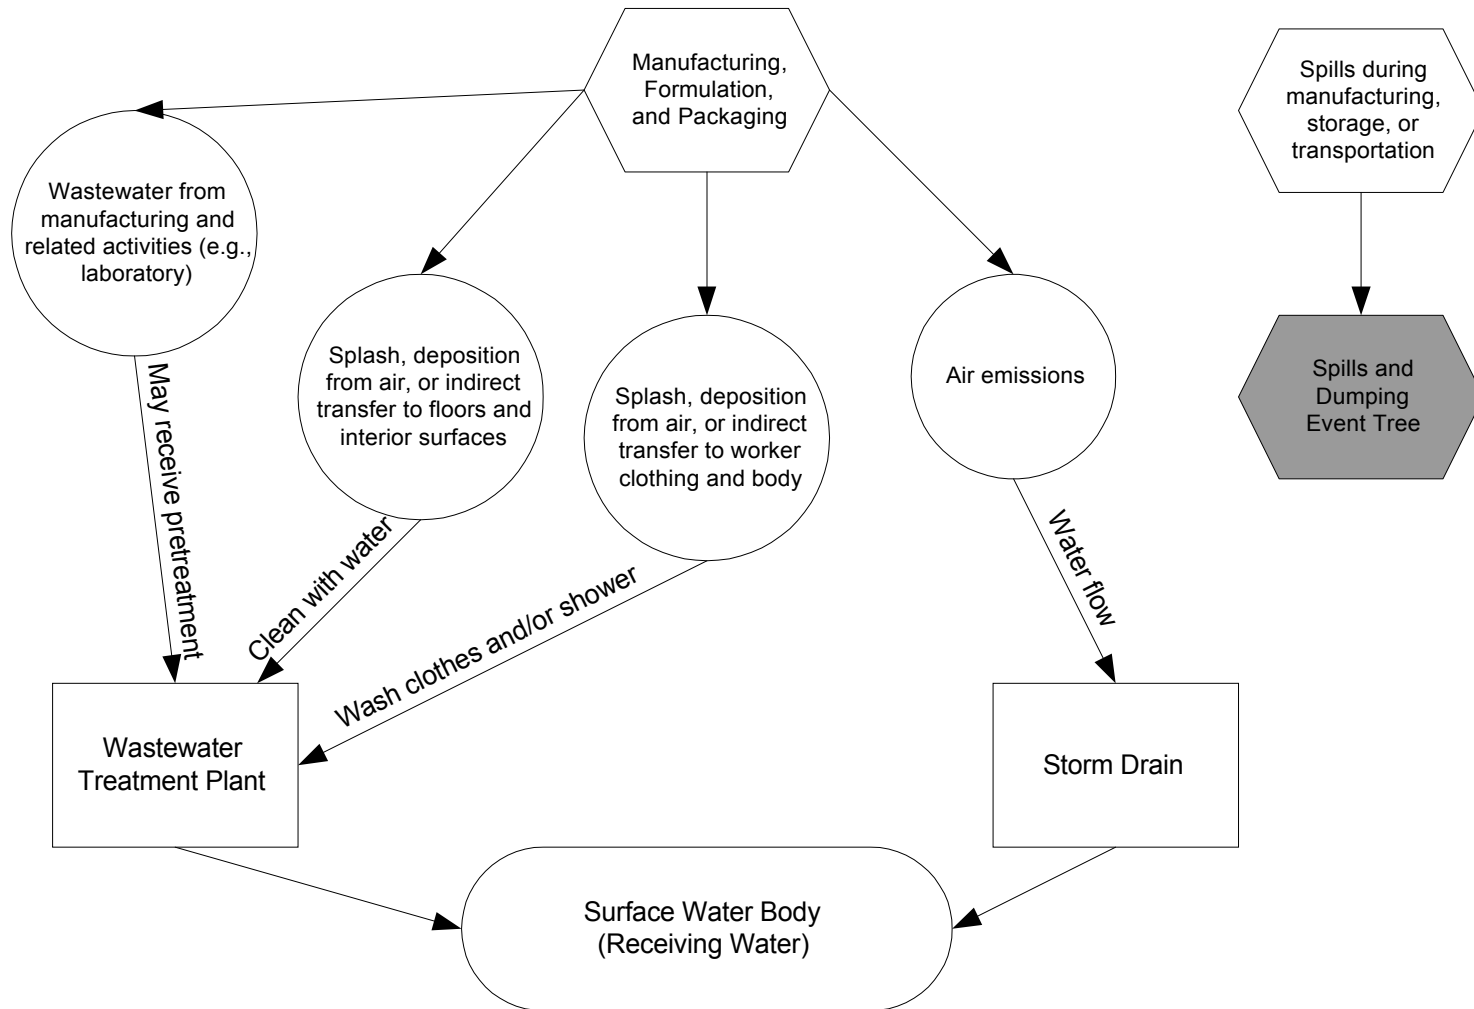 Manufacturing,
Formulation,
and Packaging
Spills during
manufacturing,
storage, or
transportation
Wastewater from
manufacturing and
related activities (e.g.,
laboratory)
Splash, deposition
from air, or indirect
transfer to floors and
interior surfaces
Splash, deposition
from air, or indirect
transfer to worker
clothing and body
Air emissions
Spills and
Dumping
Event Tree
May receive pretreatment
Clean with water
Wash clothes and/or shower
Water flow
Wastewater
Treatment Plant
Storm Drain
Surface Water Body
(Receiving Water)